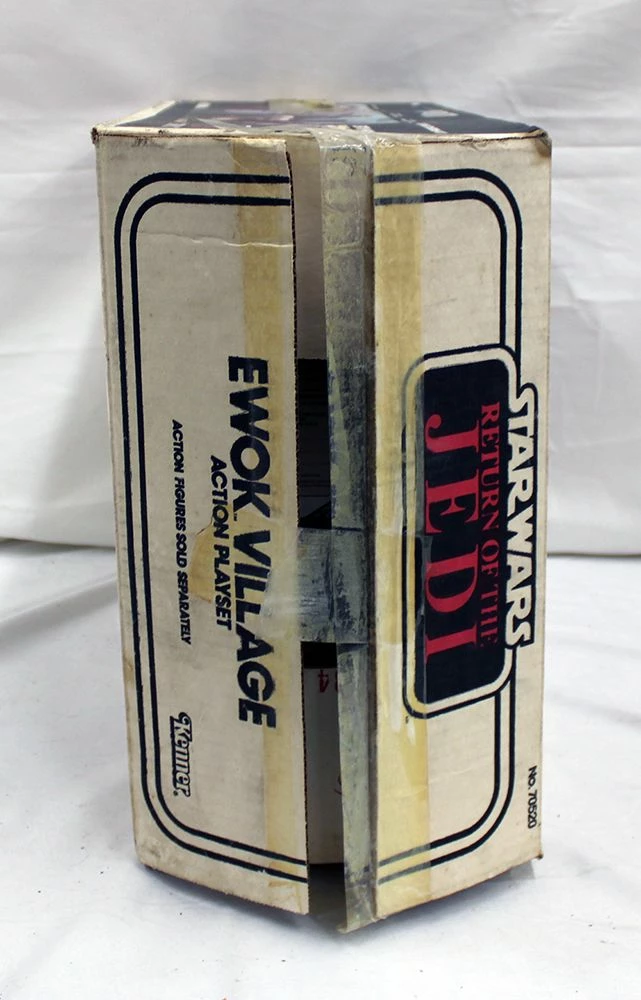 STAR WARS
RETURN OF THE
JEDI
No. 70520
EWOK VILLAGE
ACTION PLAYSET
ACTION FIGURES SOLD SEPARATELY
Kenner